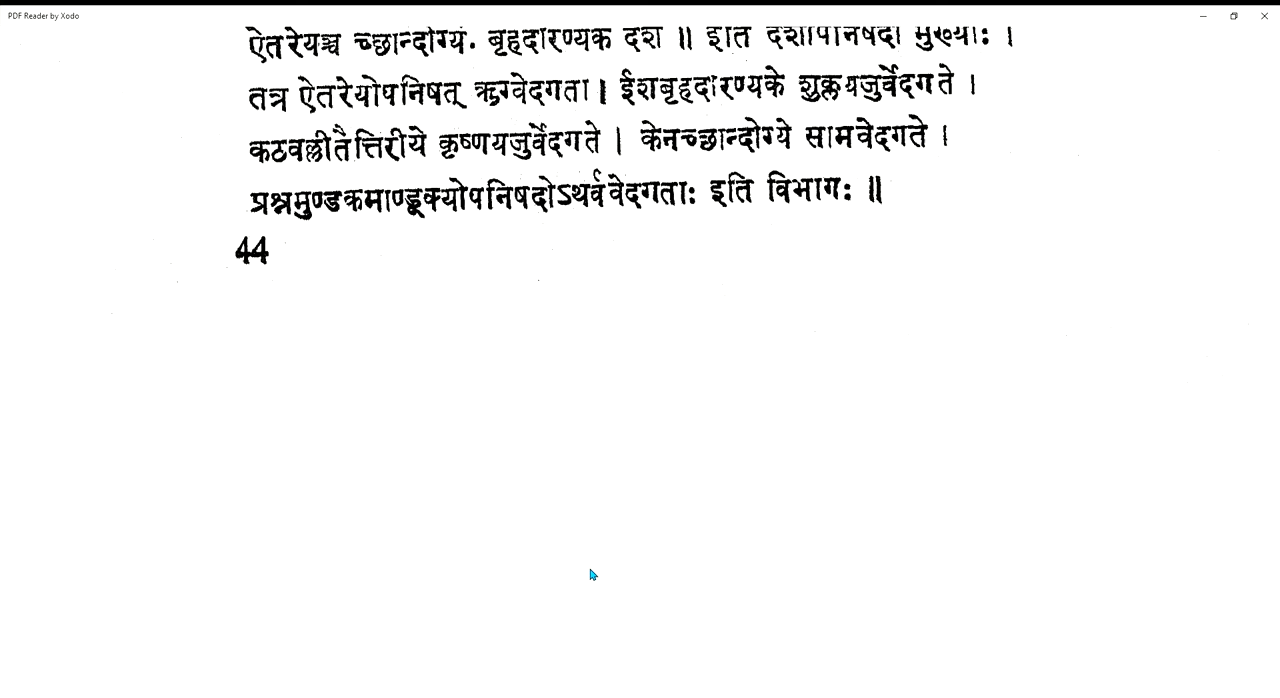 PDF Reader by Xodo
ऐतरेयञ्च च्छान्दोग्यं. बृहदारण्यक दश ॥ इति दशोपनिषदो मुख्याः ।
तत्र ऐतरेयोपनिषत् ऋग्वेदगता। ईशबृहदारण्यके शुक्लयजुर्वेदगते ।
कठवल्लीतैत्तिरीये कृष्णयजुर्वेदगते । केनच्छान्दोग्ये सामवेदगते ।
प्रश्नमुण्डकमाण्डूक्योपनिषदोऽथर्ववेदगताः इति विभागः ॥
44